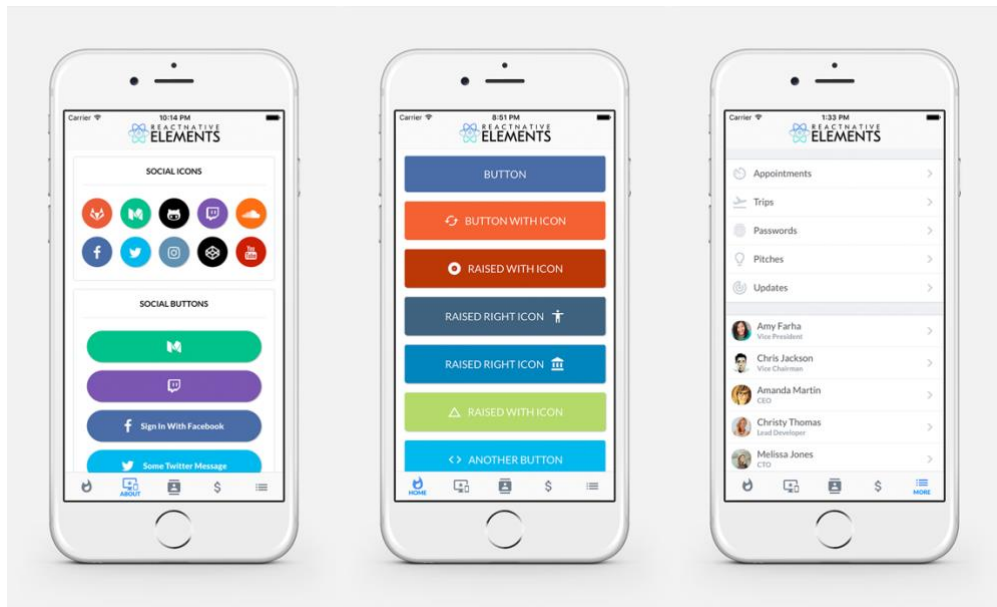 Carrier 10:14 PM
REACTNATIVE
ELEMENTS
SOCIAL ICONS
You
Tube
SOCIAL BUTTONS
Sign In With Facebook
Some Twitter Message
ABOUT
Carrier 8:51 PM
REACTNATIVE
ELEMENTS
BUTTON
BUTTON WITH ICON
RAISED WITH ICON
RAISED RIGHT ICON
RAISED RIGHT ICON
RAISED WITH ICON
ANOTHER BUTTON
HOME
$
Carrier 1:33 PM
REACTNATIVE
ELEMENTS
Appointments
Trips
Passwords
Pitches
Updates
Amy Farha
Vice President
Chris Jackson
Vice Chairman
Amanda Martin
CEO
Christy Thomas
Lead Developer
Melissa Jones
CTO
MORE